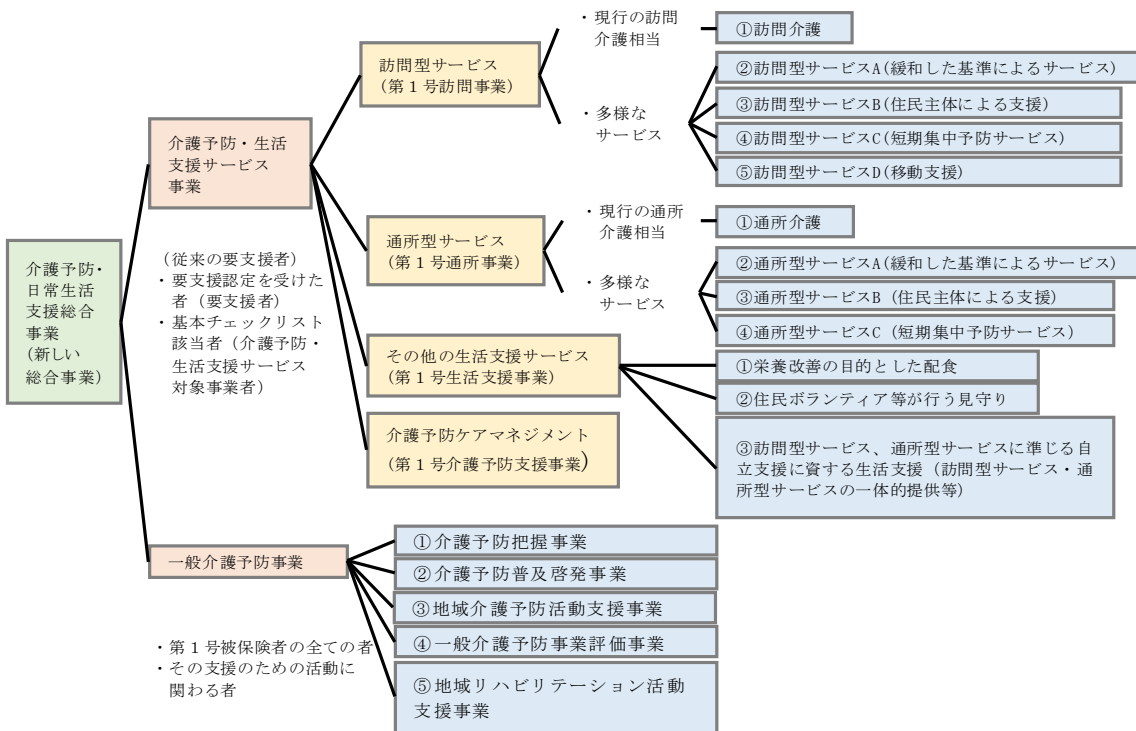 介護予防・
日常生活
支援総合
事業
(新しい
総合事業)
介護予防・生活
支援サービス
事業
(従来の要支援者)
・要支援認定を受けた
者（要支援者）
・基本チェックリスト
該当者（介護予防・
生活支援サービス
対象事業者）
訪問型サービス
(第１号訪問事業)
・現行の訪問
介護相当
①訪問介護
・多様な
サービス
②訪問型サービスA(緩和した基準によるサービス)
③訪問型サービスB(住民主体による支援)
④訪問型サービスC(短期集中予防サービス)
⑤訪問型サービスD(移動支援)
通所型サービス
(第１号通所事業)
・現行の通所
介護相当
①通所介護
・多様な
サービス
②通所型サービスA(緩和した基準によるサービス)
③通所型サービスB（住民主体による支援）
④通所型サービスC（短期集中予防サービス）
その他の生活支援サービス
(第１号生活支援事業)
①栄養改善の目的とした配食
②住民ボランティア等が行う見守り
③訪問型サービス、通所型サービスに準じる自
立支援に資する生活支援（訪問型サービス・通
所型サービスの一体的提供等）
介護予防ケアマネジメント
(第１号介護予防支援事業)
一般介護予防事業
・第１号被保険者の全ての者
・その支援のための活動に
関わる者
①介護予防把握事業
②介護予防普及啓発事業
③地域介護予防活動支援事業
④一般介護予防事業評価事業
⑤地域リハビリテーション活動
支援事業